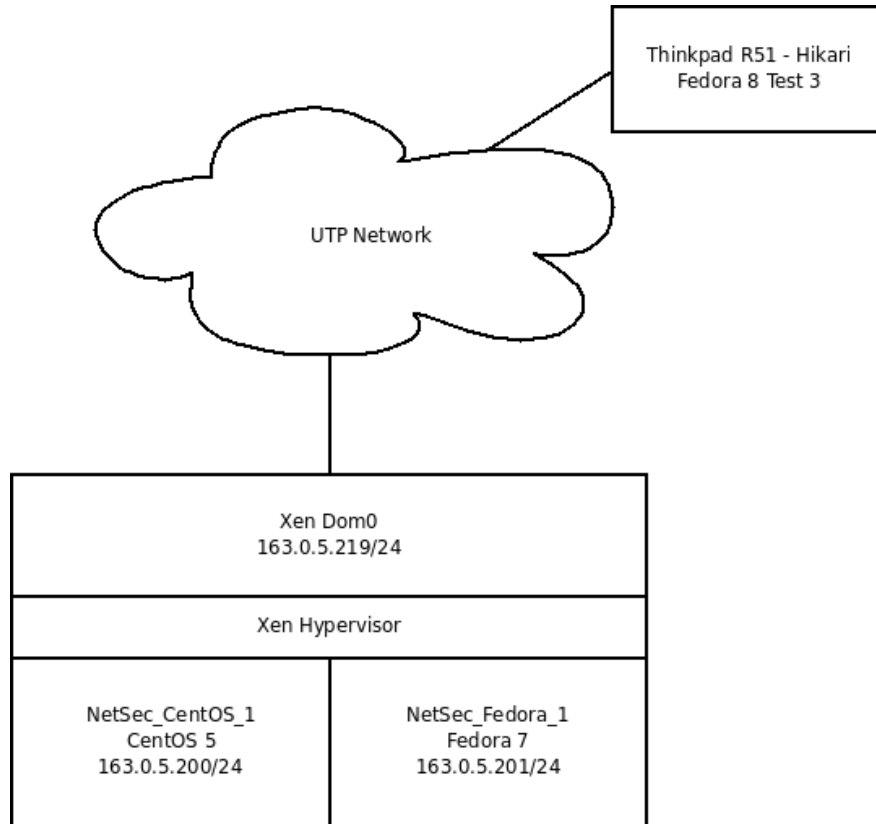 Thinkpad R51 - Hikari
Fedora 8 Test 3
UTP Network
Xen Dom0
163.0.5.219/24
Xen Hypervisor
NetSec_CentOS_1
CentOS 5
163.0.5.200/24
NetSec_Fedora_1
Fedora 7
163.0.5.201/24